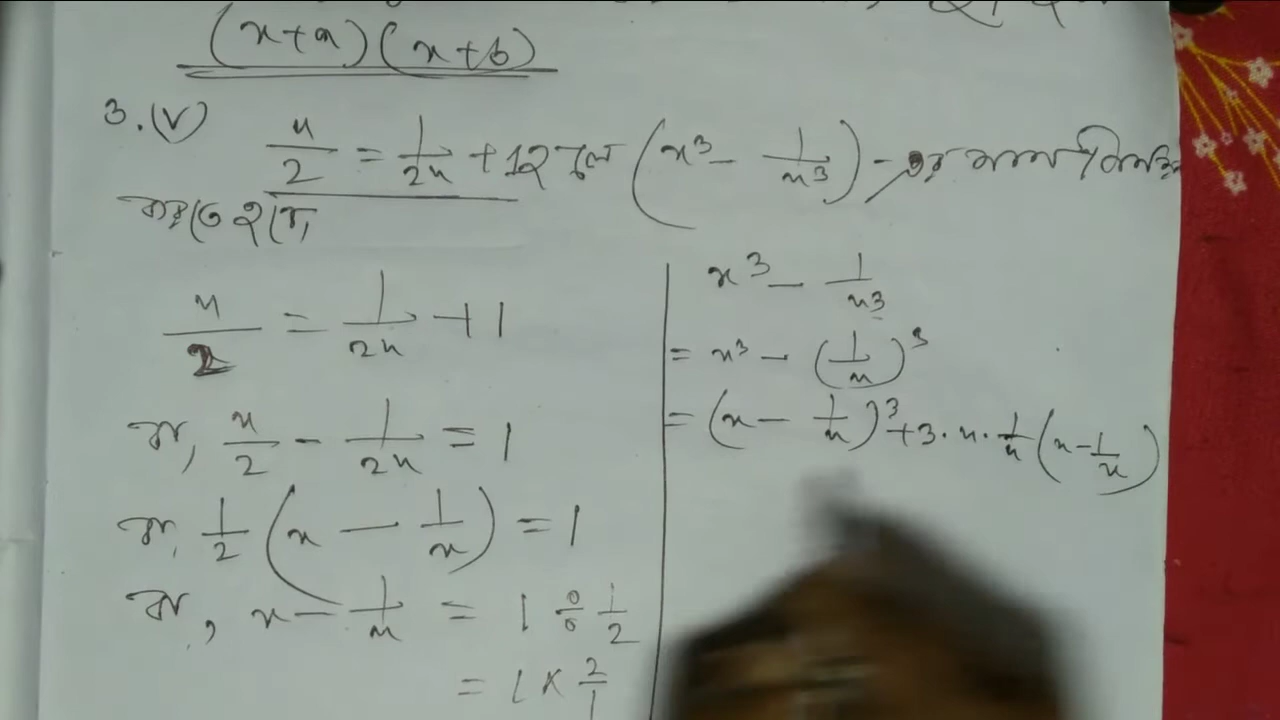 (x+a)(x+b)
3.(v) x/2 = 1/2x + 1 হলে (x³ - 1/x³) -এর মান নির্ণয়
করতে হবে,
x/2 = 1/2x + 1
বা, x/2 - 1/2x = 1
বা, 1/2 (x - 1/x) = 1
বা, x - 1/x = 1 ÷ 1/2
= 1 × 2/1
x³ - 1/x³
= x³ - (1/x)³
= (x - 1/x)³ + 3.x.1/x (x - 1/x)